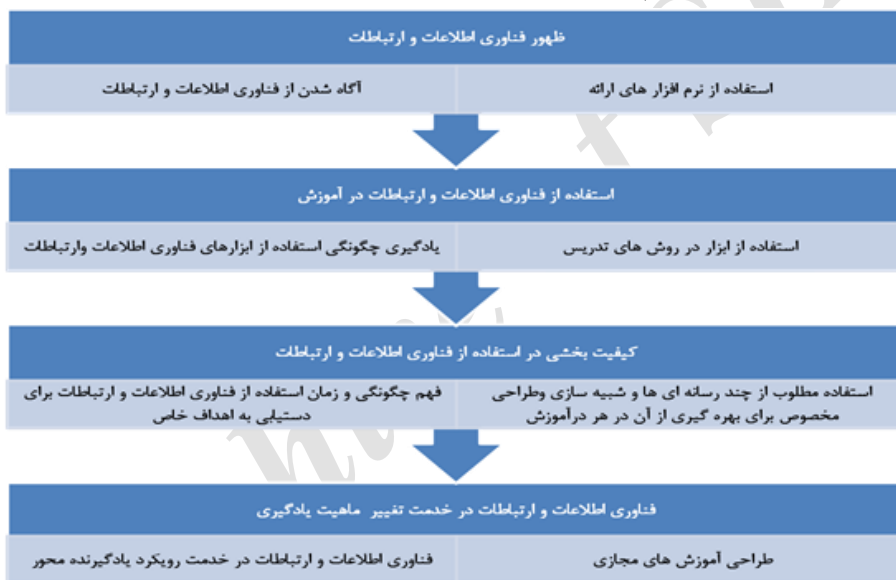 ظهور فناوری اطلاعات و ارتباطات
استفاده از نرم افزار های ارائه
آگاه شدن از فناوری اطلاعات و ارتباطات
استفاده از فناوری اطلاعات و ارتباطات در آموزش
استفاده از ابزار در روش های تدریس
یادگیری چگونگی استفاده از ابزارهای فناوری اطلاعات وارتباطات
کیفیت بخشی در استفاده از فناوری اطلاعات و ارتباطات
استفاده مطلوب از چند رسانه ای ها و شبیه سازی وطراحی
مخصوص برای بهره گیری از آن در هر درآموزش
فهم چگونگی و زمان استفاده از فناوری اطلاعات و ارتباطات برای
دستیابی به اهداف خاص
فناوری اطلاعات و ارتباطات در خدمت تغییر ماهیت یادگیری
طراحی آموزش های مجازی
فناوری اطلاعات و ارتباطات در خدمت رویکرد یادگیرنده محور